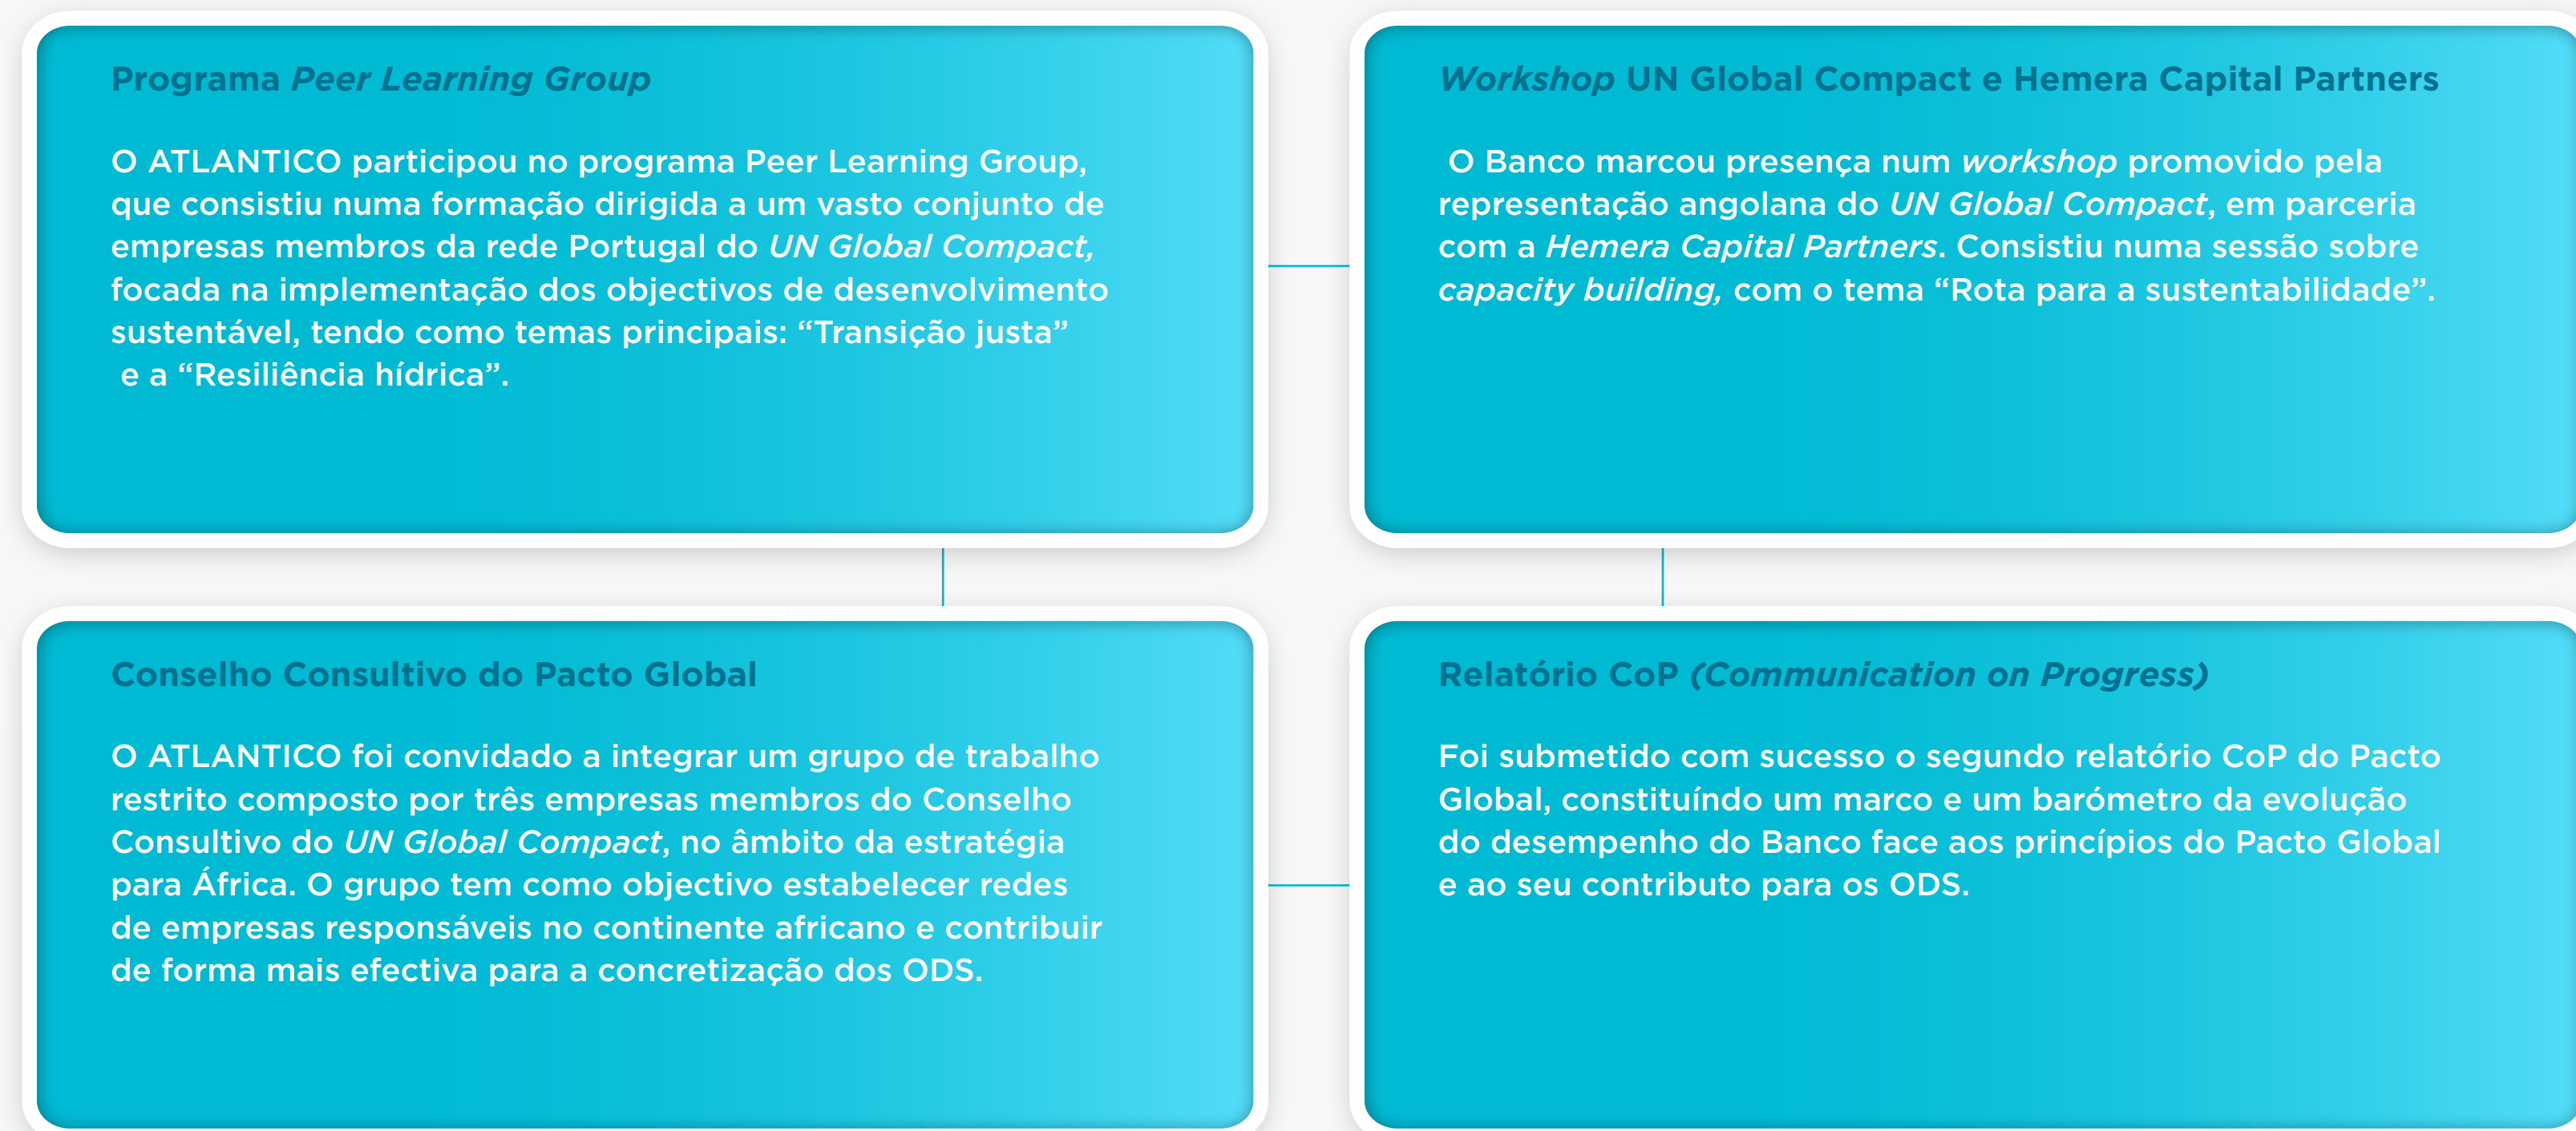 Programa Peer Learning Group
O ATLANTICO participou no programa Peer Learning Group,
que consistiu numa formação dirigida a um vasto conjunto de
empresas membros da rede Portugal do UN Global Compact,
focada na implementação dos objectivos de desenvolvimento
sustentável, tendo como temas principais: “Transição justa”
e a “Resiliência hídrica”.
Workshop UN Global Compact e Hemera Capital Partners
O Banco marcou presença num workshop promovido pela
representação angolana do UN Global Compact, em parceria
com a Hemera Capital Partners. Consistiu numa sessão sobre
capacity building, com o tema “Rota para a sustentabilidade”.
Conselho Consultivo do Pacto Global
O ATLANTICO foi convidado a integrar um grupo de trabalho
restrito composto por três empresas membros do Conselho
Consultivo do UN Global Compact, no âmbito da estratégia
para África. O grupo tem como objectivo estabelecer redes
de empresas responsáveis no continente africano e contribuir
de forma mais efectiva para a concretização dos ODS.
Relatório CoP (Communication on Progress)
Foi submetido com sucesso o segundo relatório CoP do Pacto
Global, constituíndo um marco e um barómetro da evolução
do desempenho do Banco face aos princípios do Pacto Global
e ao seu contributo para os ODS.